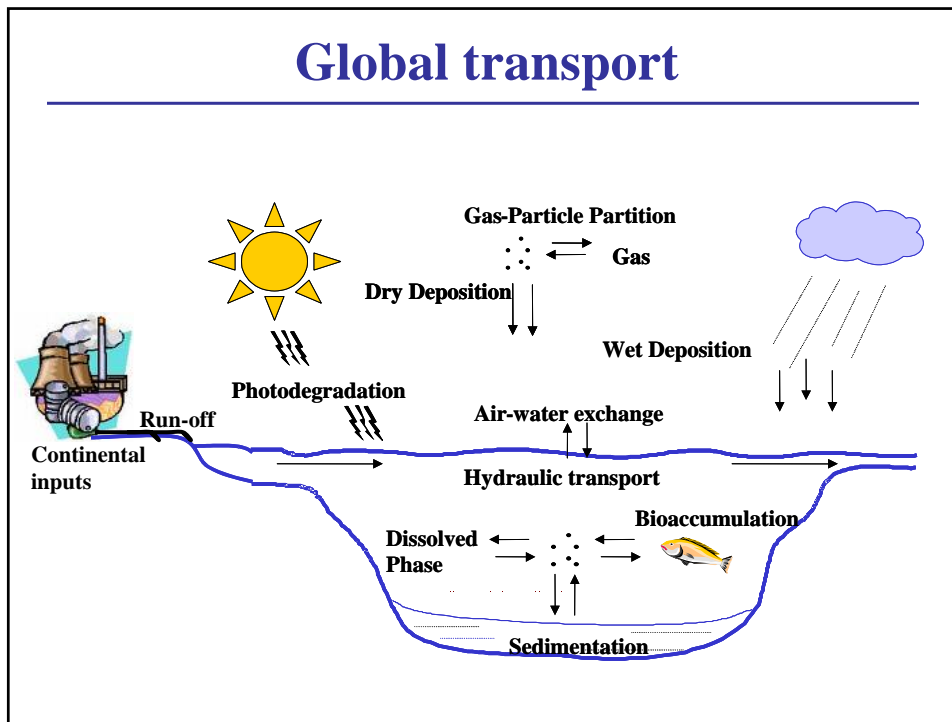 Global transport
Gas-Particle Partition
Gas
Dry Deposition
Wet Deposition
Photodegradation
Air-water exchange
Run-off
Continental
inputs
Hydraulic transport
Bioaccumulation
Dissolved
Phase
Sedimentation